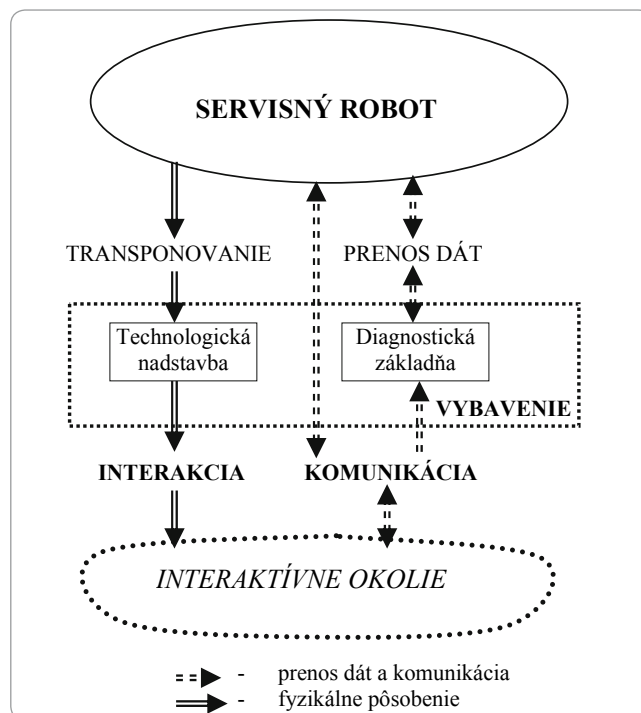 SERVISNÝ ROBOT
TRANSPONOVANIE PRENOS DÁT
Technologická nadstavba
Diagnostická základňa
VYBAVENIE
INTERAKCIA KOMUNIKÁCIA
INTERAKTÍVNE OKOLIE
- prenos dát a komunikácia
- fyzikálne pôsobenie